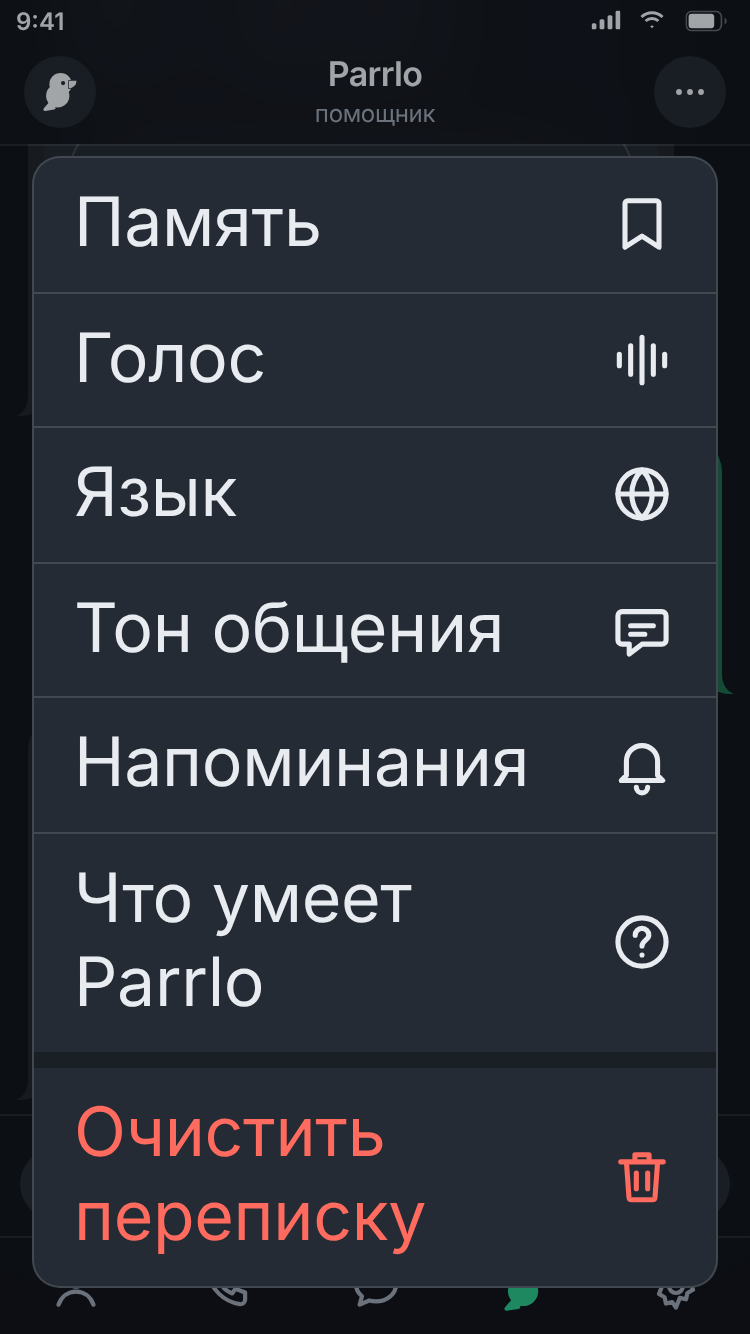 9:41
Parrlo
помощник
Память
Голос
Язык
Тон общения
Напоминания
Что умеет
Parrlo
Очистить
переписку